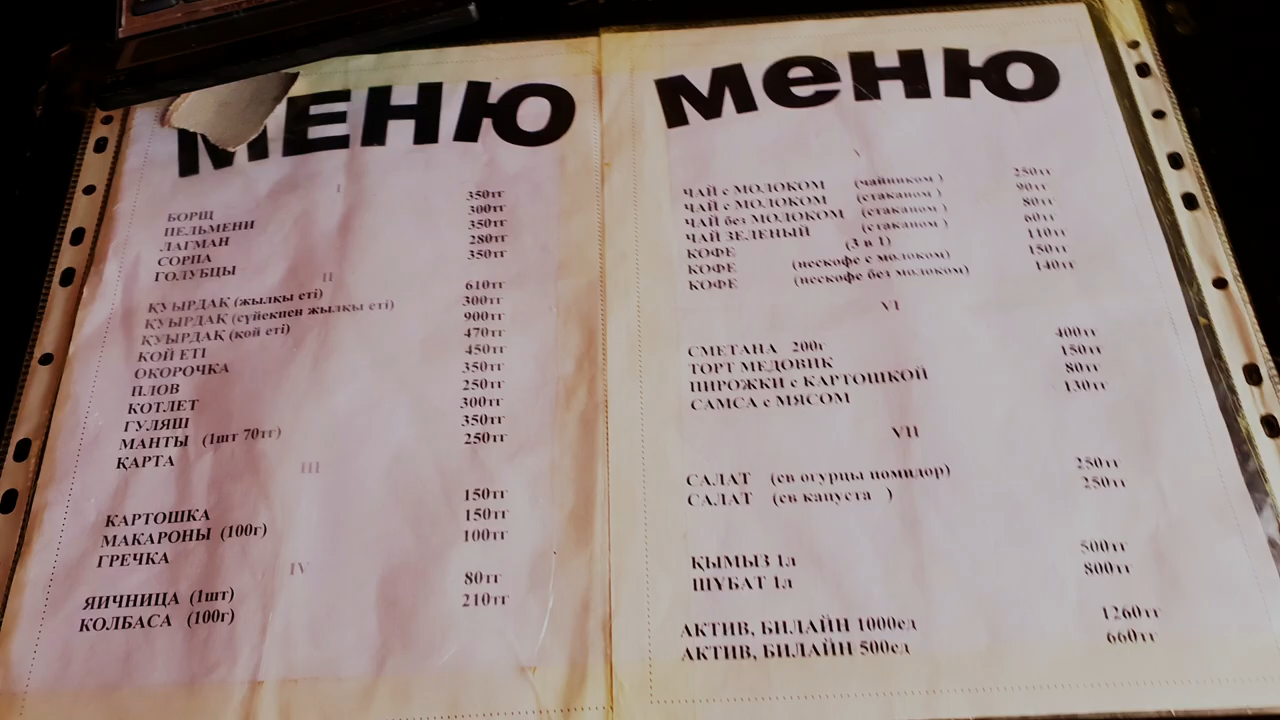 МЕНЮ
I
БОРЩ 350тг
ПЕЛЬМЕНИ 300тг
ЛАГМАН 350тг
СОРПА 280тг
ГОЛУБЦЫ 350тг
II
ҚУЫРДАҚ (жылқы еті) 610тг
ҚУЫРДАҚ (сүйекпен жылқы еті) 300тг
ҚУЫРДАҚ (қой еті) 900тг
ҚОЙ ЕТІ 470тг
ОКОРОЧКА 450тг
ПЛОВ 350тг
КОТЛЕТ 250тг
ГУЛЯШ 300тг
МАНТЫ (1шт 70тг) 350тг
ҚАРТА 250тг
III
КАРТОШКА 150тг
МАКАРОНЫ (100г) 150тг
ГРЕЧКА 100тг
IV
ЯИЧНИЦА (1шт) 80тг
КОЛБАСА (100г) 210тг
меню
V
ЧАЙ с МОЛОКОМ (чайником ) 250тг
ЧАЙ с МОЛОКОМ (стаканом ) 90тг
ЧАЙ без МОЛОКОМ (стаканом ) 80тг
ЧАЙ ЗЕЛЕНЫЙ (стаканом ) 60тг
КОФЕ (3 в 1) 110тг
КОФЕ (нескофе с молоком) 150тг
КОФЕ (нескофе без молоком) 140тг
VI
СМЕТАНА 200г 400тг
ТОРТ МЕДОВИК 150тг
ПИРОЖКИ с КАРТОШКОЙ 80тг
САМСА с МЯСОМ 130тг
VII
САЛАТ (св огурцы помидор) 250тг
САЛАТ (св капуста ) 250тг
ҚЫМЫЗ 1л 500тг
ШҰБАТ 1л 800тг
АКТИВ, БИЛАЙН 1000ед 1260тг
АКТИВ, БИЛАЙН 500ед 660тг